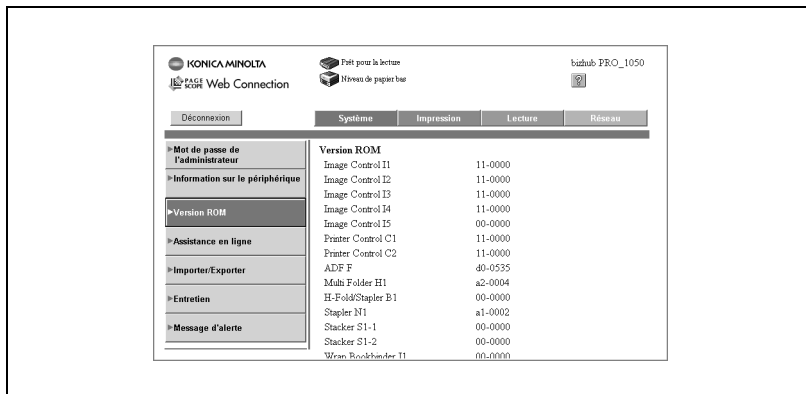 KONICA MINOLTA
PAGE SCOPE Web Connection
Prêt pour la lecture
Niveau de papier bas
bizhub PRO_1050
?
Déconnexion
Système Impression Lecture Réseau
Mot de passe de
l'administrateur
Information sur le périphérique
Version ROM
Assistance en ligne
Importer/Exporter
Entretien
Message d'alerte
Version ROM
Image Control I1 11-0000
Image Control I2 11-0000
Image Control I3 11-0000
Image Control I4 11-0000
Image Control I5 00-0000
Printer Control C1 11-0000
Printer Control C2 11-0000
ADF F d0-0535
Multi Folder H1 a2-0004
H-Fold/Stapler B1 00-0000
Stapler N1 a1-0002
Stacker S1-1 00-0000
Stacker S1-2 00-0000
Wrap Bookbinder J1 00-0000